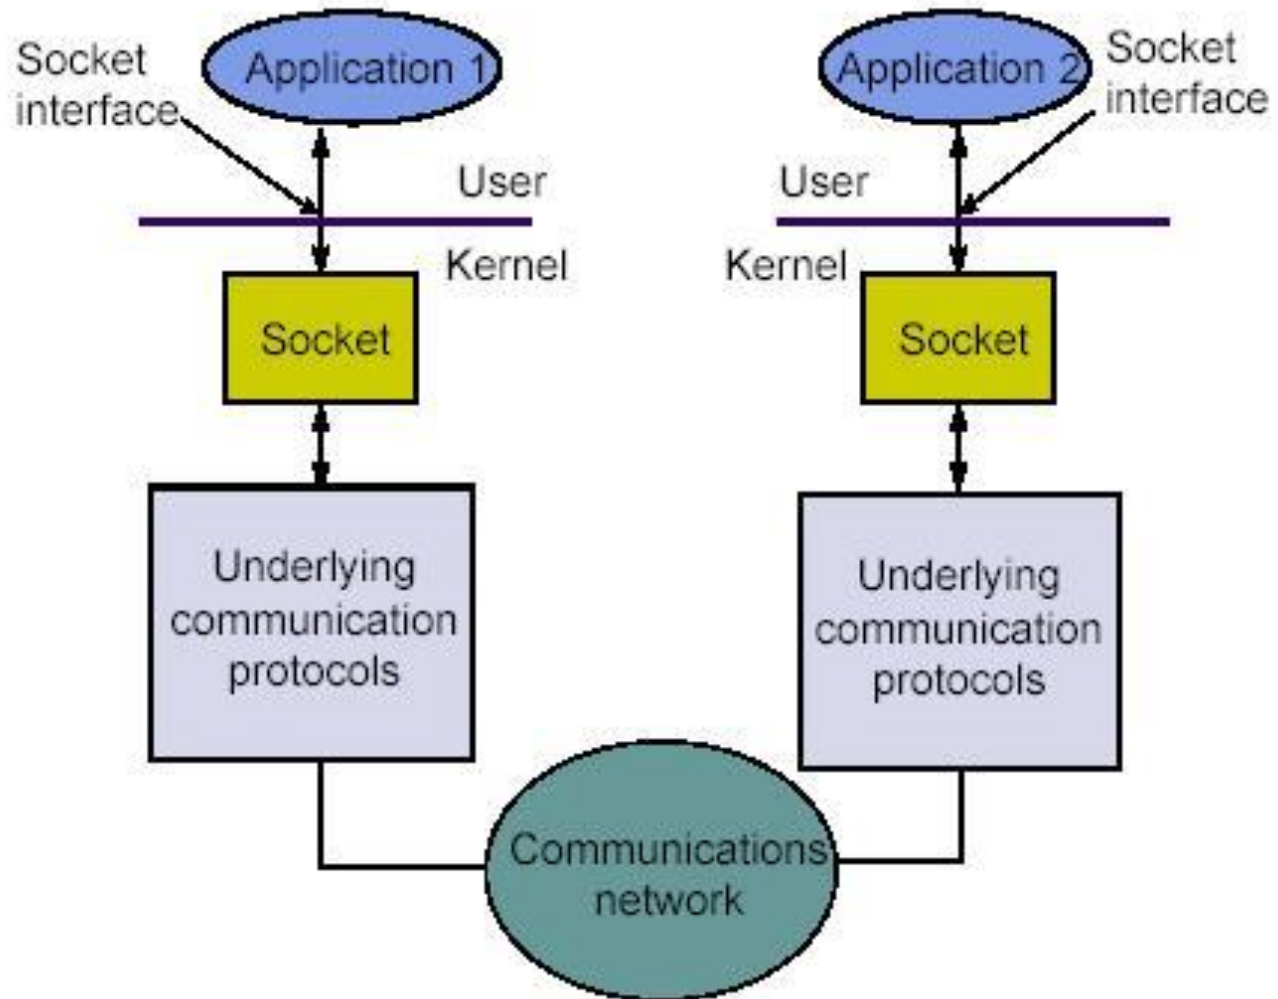 Socket
interface
Application 1
Application 2
Socket
interface
User
User
Kernel
Kernel
Socket
Socket
Underlying
communication
protocols
Underlying
communication
protocols
Communications
network